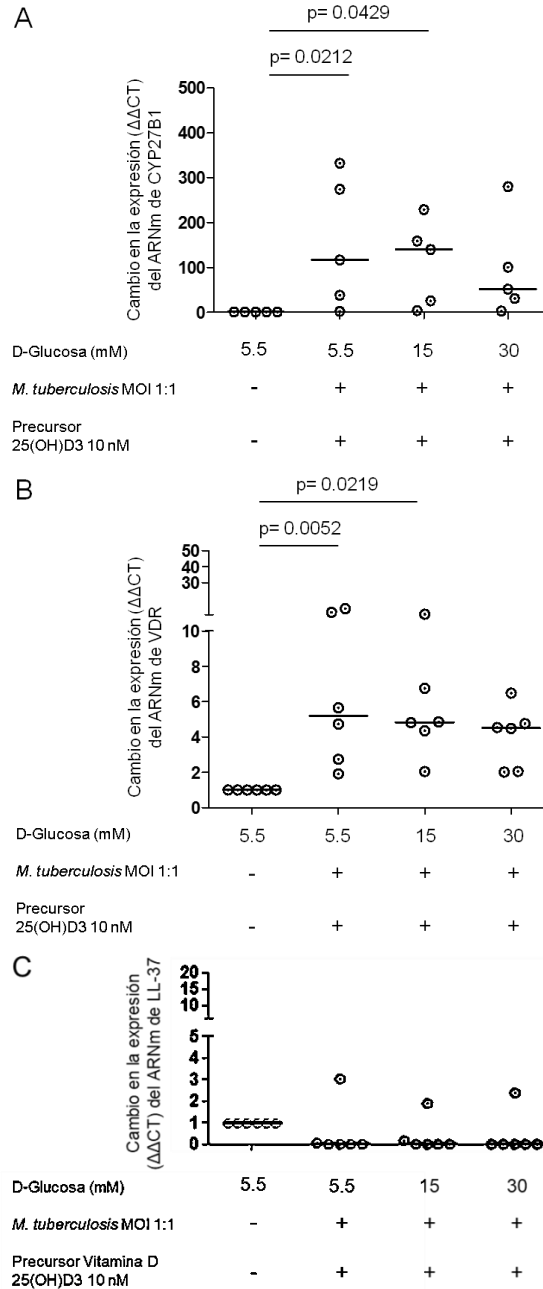 A
p= 0.0429
p= 0.0212
Cambio en la expresión (ΔΔCT)
del ARNm de CYP27B1
500
400
300
200
100
0
D-Glucosa (mM) 5.5 5.5 15 30
M. tuberculosis MOI 1:1 - + + +
Precursor
25(OH)D3 10 nM - + + +
B
p= 0.0219
p= 0.0052
Cambio en la expresión (ΔΔCT)
del ARNm de VDR
50
30
10
8
6
4
2
0
D-Glucosa (mM) 5.5 5.5 15 30
M. tuberculosis MOI 1:1 - + + +
Precursor
25(OH)D3 10 nM - + + +
C
Cambio en la expresión
(ΔΔCT) del ARNm de LL-37
20
15
10
5
4
3
2
1
0
D-Glucosa (mM) 5.5 5.5 15 30
M. tuberculosis MOI 1:1 - + + +
Precursor Vitamina D
25(OH)D3 10 nM - + + +